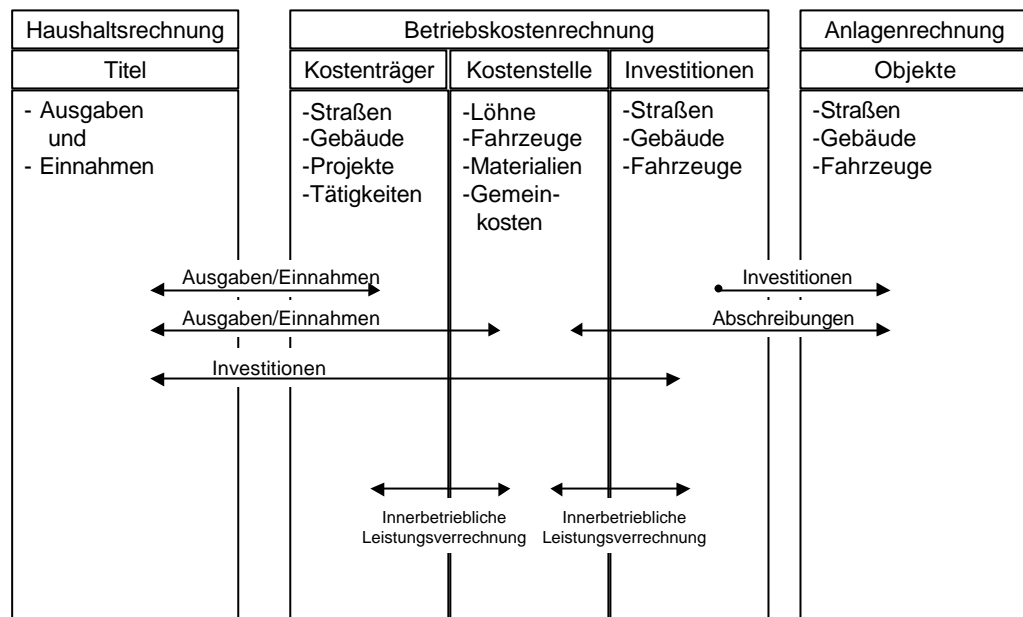 Haushaltsrechnung
Titel
- Ausgaben
und
- Einnahmen
Betriebskostenrechnung
Kostenträger
-Straßen
-Gebäude
-Projekte
-Tätigkeiten
Kostenstelle
-Löhne
-Fahrzeuge
-Materialien
-Gemein-
kosten
Investitionen
-Straßen
-Gebäude
-Fahrzeuge
Anlagenrechnung
Objekte
-Straßen
-Gebäude
-Fahrzeuge
Ausgaben/Einnahmen
Investitionen
Ausgaben/Einnahmen
Abschreibungen
Investitionen
Innerbetriebliche
Leistungsverrechnung
Innerbetriebliche
Leistungsverrechnung